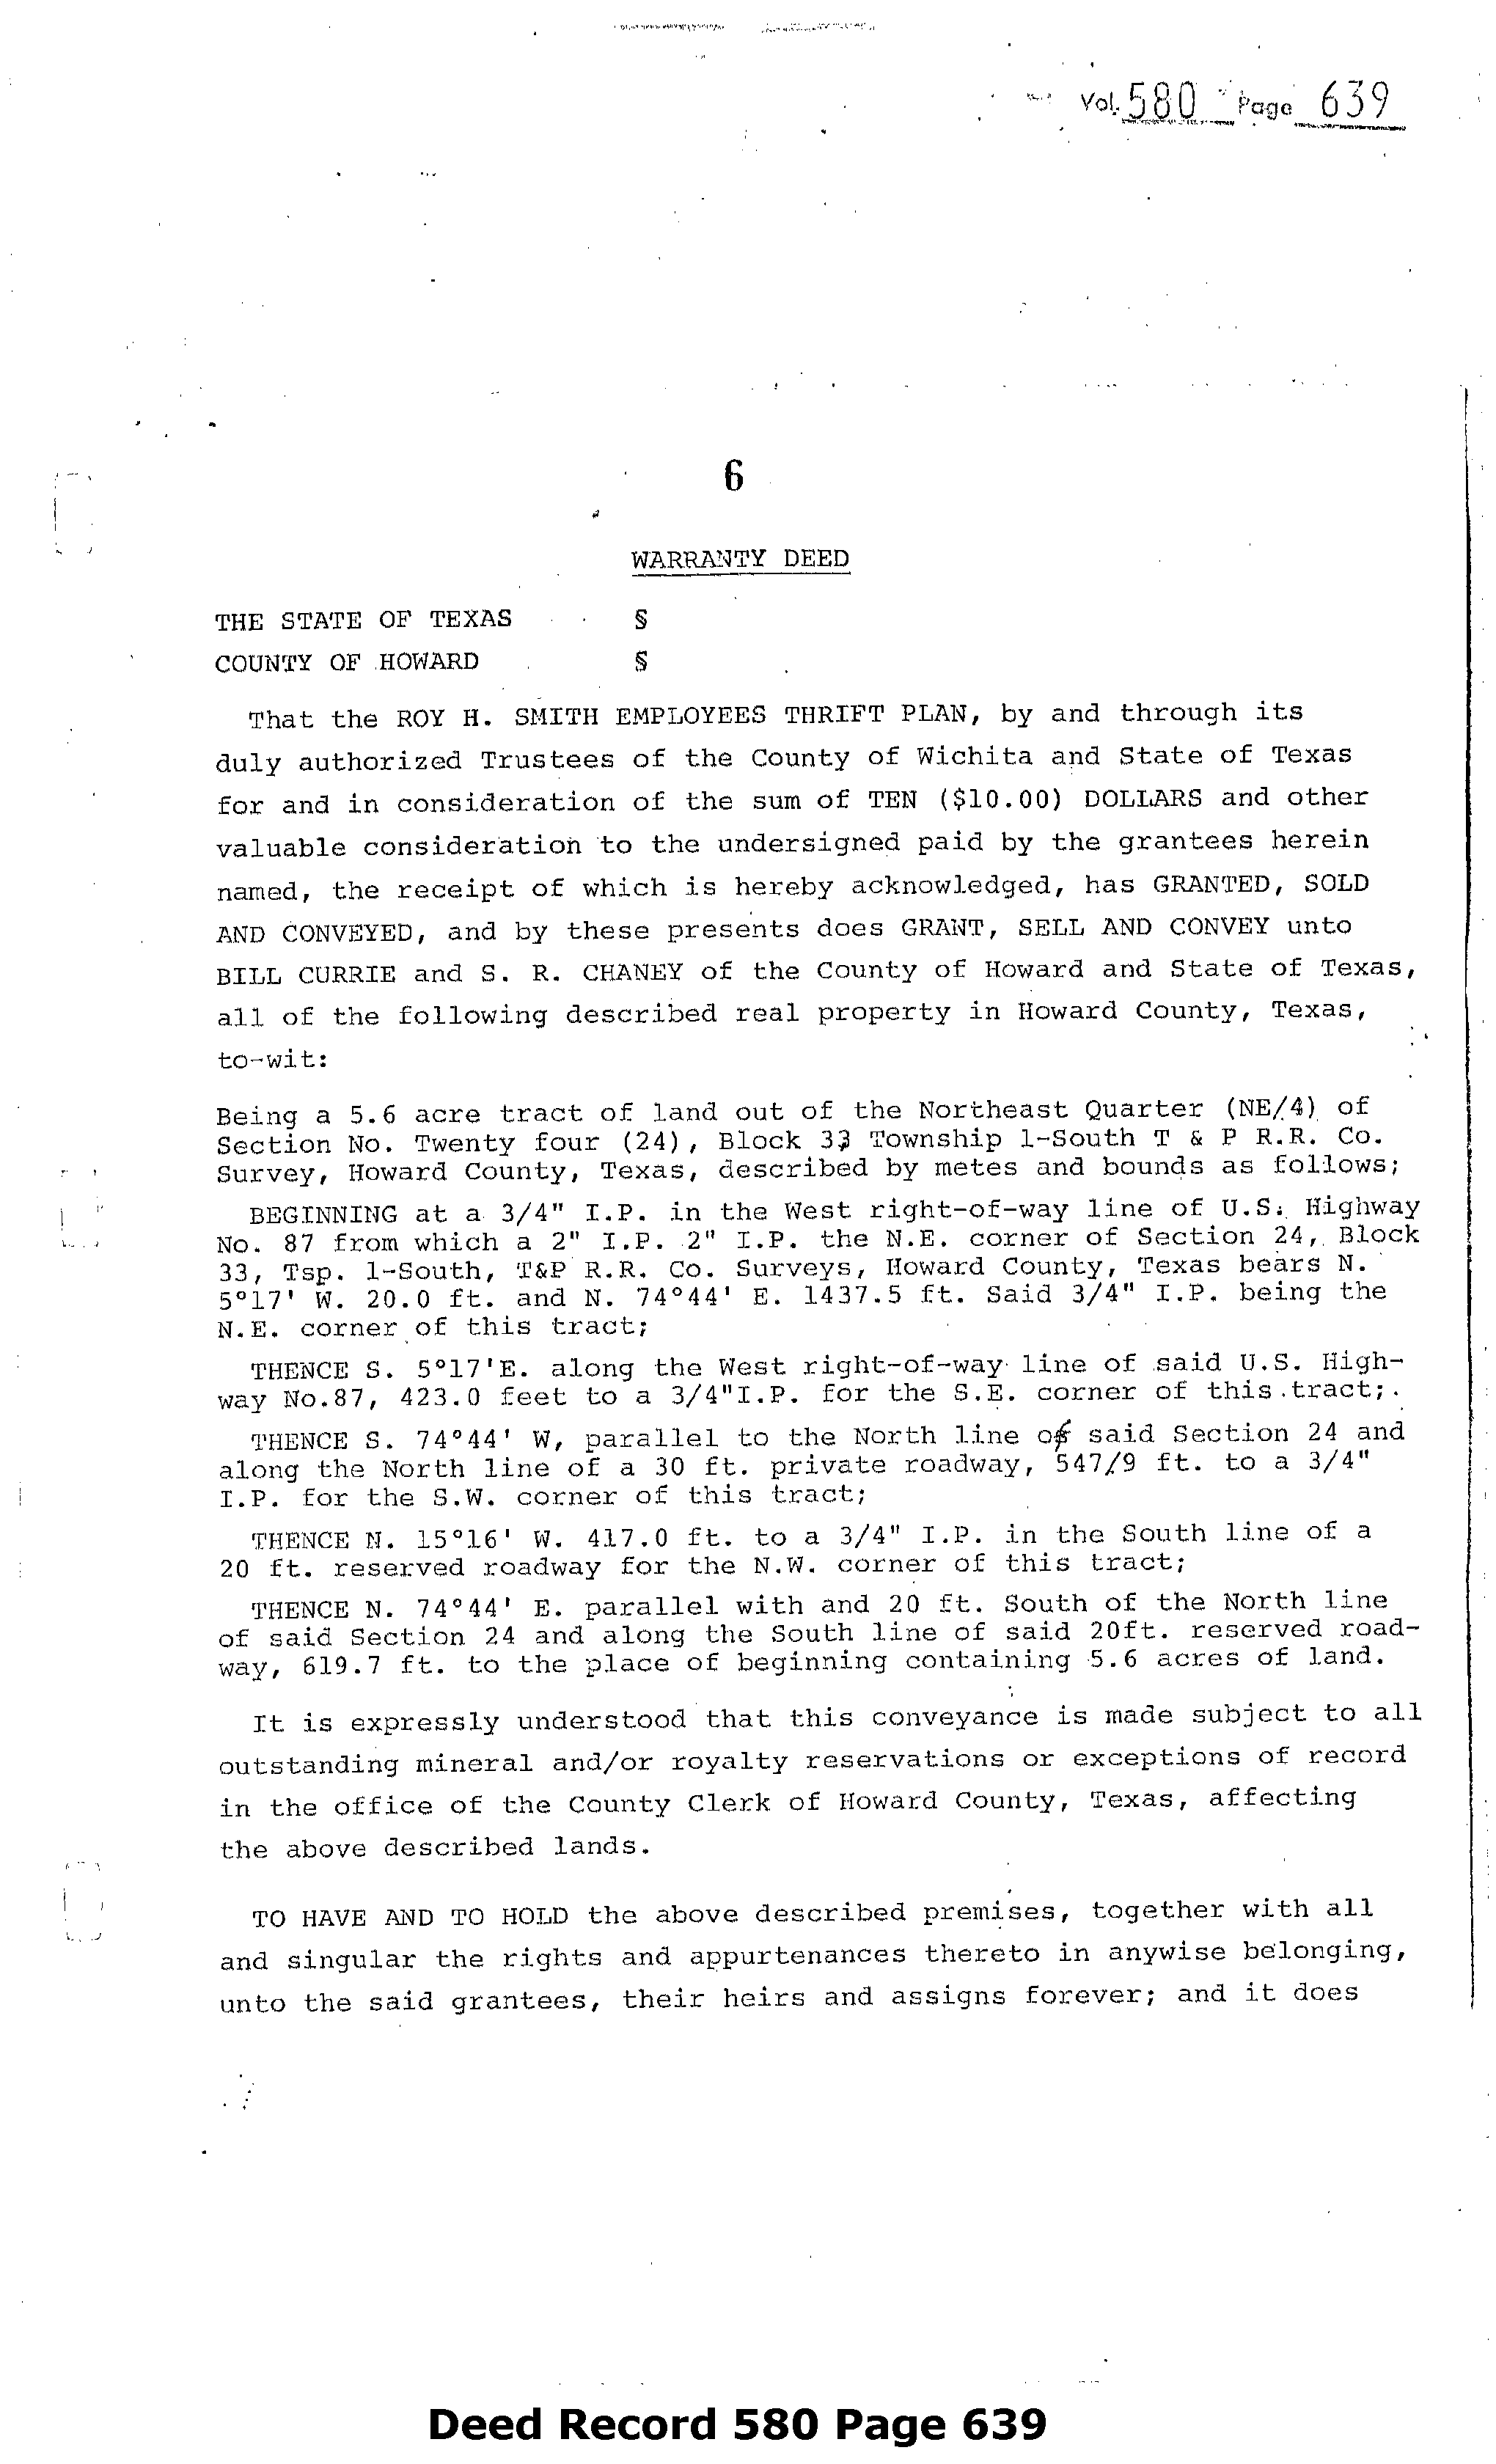 Vol. 580 Page 639
6
WARRANTY DEED
THE STATE OF TEXAS §
COUNTY OF HOWARD §
That the ROY H. SMITH EMPLOYEES THRIFT PLAN, by and through its
duly authorized Trustees of the County of Wichita and State of Texas
for and in consideration of the sum of TEN ($10.00) DOLLARS and other
valuable consideration to the undersigned paid by the grantees herein
named, the receipt of which is hereby acknowledged, has GRANTED, SOLD
AND CONVEYED, and by these presents does GRANT, SELL AND CONVEY unto
BILL CURRIE and S. R. CHANEY of the County of Howard and State of Texas,
all of the following described real property in Howard County, Texas,
to-wit:
Being a 5.6 acre tract of land out of the Northeast Quarter (NE/4) of
Section No. Twenty four (24), Block 33 Township 1-South T & P R.R. Co.
Survey, Howard County, Texas, described by metes and bounds as follows;
BEGINNING at a 3/4" I.P. in the West right-of-way line of U.S. Highway
No. 87 from which a 2" I.P. 2" I.P. the N.E. corner of Section 24, Block
33, Tsp. 1-South, T&P R.R. Co. Surveys, Howard County, Texas bears N.
5°17' W. 20.0 ft. and N. 74°44' E. 1437.5 ft. Said 3/4" I.P. being the
N.E. corner of this tract;
THENCE S. 5°17'E. along the West right-of-way line of said U.S. High-
way No.87, 423.0 feet to a 3/4"I.P. for the S.E. corner of this tract;
THENCE S. 74°44' W, parallel to the North line of said Section 24 and
along the North line of a 30 ft. private roadway, 547/9 ft. to a 3/4"
I.P. for the S.W. corner of this tract;
THENCE N. 15°16' W. 417.0 ft. to a 3/4" I.P. in the South line of a
20 ft. reserved roadway for the N.W. corner of this tract;
THENCE N. 74°44' E. parallel with and 20 ft. South of the North line
of said Section 24 and along the South line of said 20ft. reserved road-
way, 619.7 ft. to the place of beginning containing 5.6 acres of land.
It is expressly understood that this conveyance is made subject to all
outstanding mineral and/or royalty reservations or exceptions of record
in the office of the County Clerk of Howard County, Texas, affecting
the above described lands.
TO HAVE AND TO HOLD the above described premises, together with all
and singular the rights and appurtenances thereto in anywise belonging,
unto the said grantees, their heirs and assigns forever; and it does
Deed Record 580 Page 639